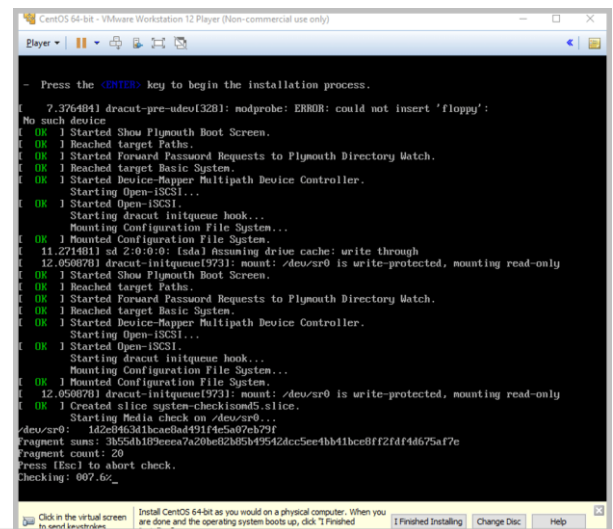 CentOS 64-bit - VMware Workstation 12 Player (Non-commercial use only)
Player
- Press the <ENTER> key to begin the installation process.
[ 7.376484] dracut-pre-udev[328]: modprobe: ERROR: could not insert 'floppy':
No such device
[ OK ] Started Show Plymouth Boot Screen.
[ OK ] Reached target Paths.
[ OK ] Started Forward Password Requests to Plymouth Directory Watch.
[ OK ] Reached target Basic System.
[ OK ] Started Device-Mapper Multipath Device Controller.
Starting Open-iSCSI...
[ OK ] Started Open-iSCSI.
Starting dracut initqueue hook...
Mounting Configuration File System...
[ OK ] Mounted Configuration File System.
[ 11.271481] sd 2:0:0:0: [sda] Assuming drive cache: write through
[ 12.050878] dracut-initqueue[973]: mount: /dev/sr0 is write-protected, mounting read-only
[ OK ] Started Show Plymouth Boot Screen.
[ OK ] Reached target Paths.
[ OK ] Started Forward Password Requests to Plymouth Directory Watch.
[ OK ] Reached target Basic System.
[ OK ] Started Device-Mapper Multipath Device Controller.
Starting Open-iSCSI...
[ OK ] Started Open-iSCSI.
Starting dracut initqueue hook...
Mounting Configuration File System...
[ OK ] Mounted Configuration File System.
[ 12.050878] dracut-initqueue[973]: mount: /dev/sr0 is write-protected, mounting read-only
[ OK ] Created slice system-checkisomd5.slice.
Starting Media check on /dev/sr0...
/dev/sr0: 1d2e8463d1bcae8ad491f4e5a07eb79f
Fragment sums: 3b55db189eeea7a20be82b85b49542dcc5ee4bb41bce8ff2fdf4d675af7e
Fragment count: 20
Press [Esc] to abort check.
Checking: 007.6%_
Click in the virtual screen
to send keystrokes
Install CentOS 64-bit as you would on a physical computer. When you
are done and the operating system boots up, click "I Finished
I Finished Installing
Change Disc
Help